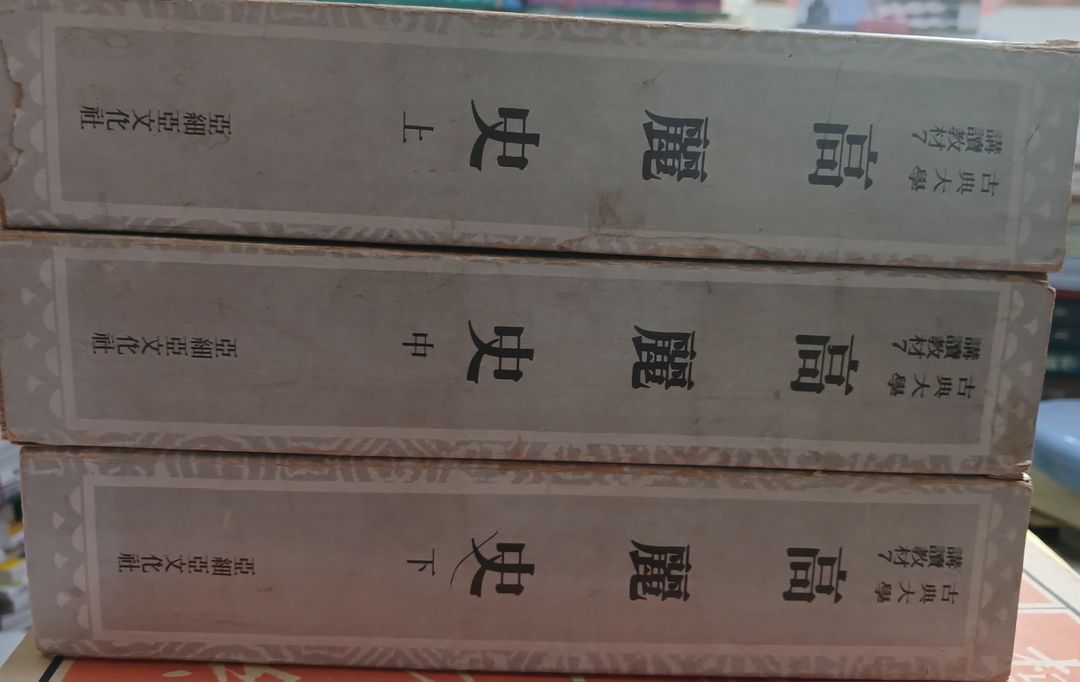 古典大學
講讀教材7
高麗史 上
亞細亞文化社
古典大學
講讀教材7
高麗史 中
亞細亞文化社
古典大學
講讀教材7
高麗史 下
亞細亞文化社